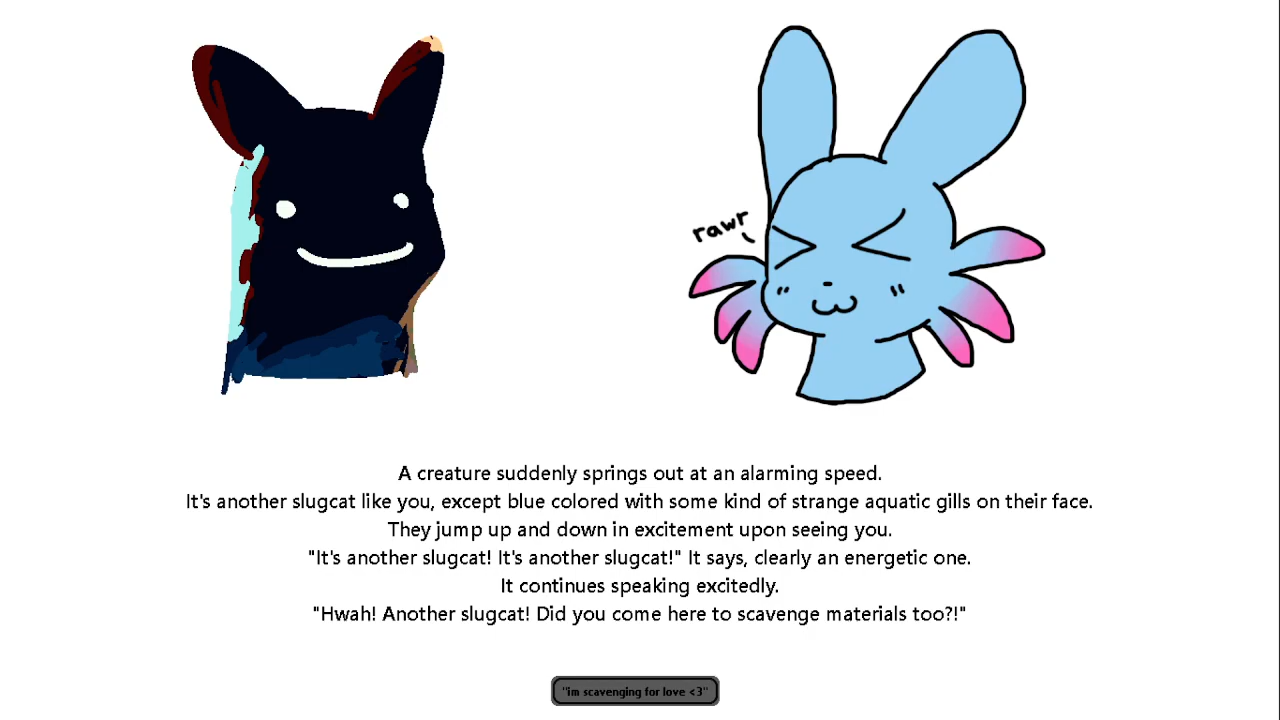 rawr
A creature suddenly springs out at an alarming speed.
It's another slugcat like you, except blue colored with some kind of strange aquatic gills on their face.
They jump up and down in excitement upon seeing you.
"It's another slugcat! It's another slugcat!" It says, clearly an energetic one.
It continues speaking excitedly.
"Hwah! Another slugcat! Did you come here to scavenge materials too?!"
"im scavenging for love <3"